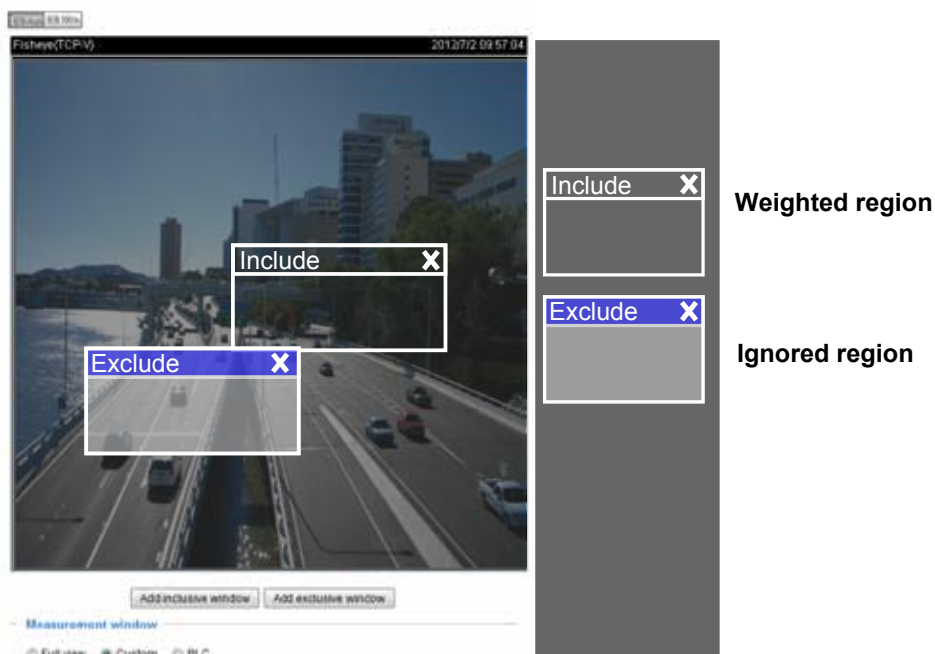 Fisheye(TCP-V) 2012/7/2 09:57:04
Include
Weighted region
Include
Exclude
Ignored region
Exclude
Add inclusive window Add exclusive window
Measurement window
Full view Custom BLC